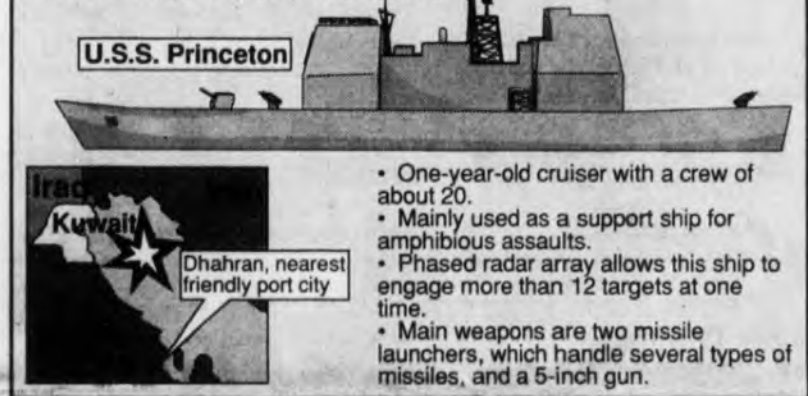 U.S.S. Princeton
Iraq
Iran
Kuwait
Dhahran, nearest
friendly port city
• One-year-old cruiser with a crew of
about 20.
• Mainly used as a support ship for
amphibious assaults.
• Phased radar array allows this ship to
engage more than 12 targets at one
time.
• Main weapons are two missile
launchers, which handle several types of
missiles, and a 5-inch gun.